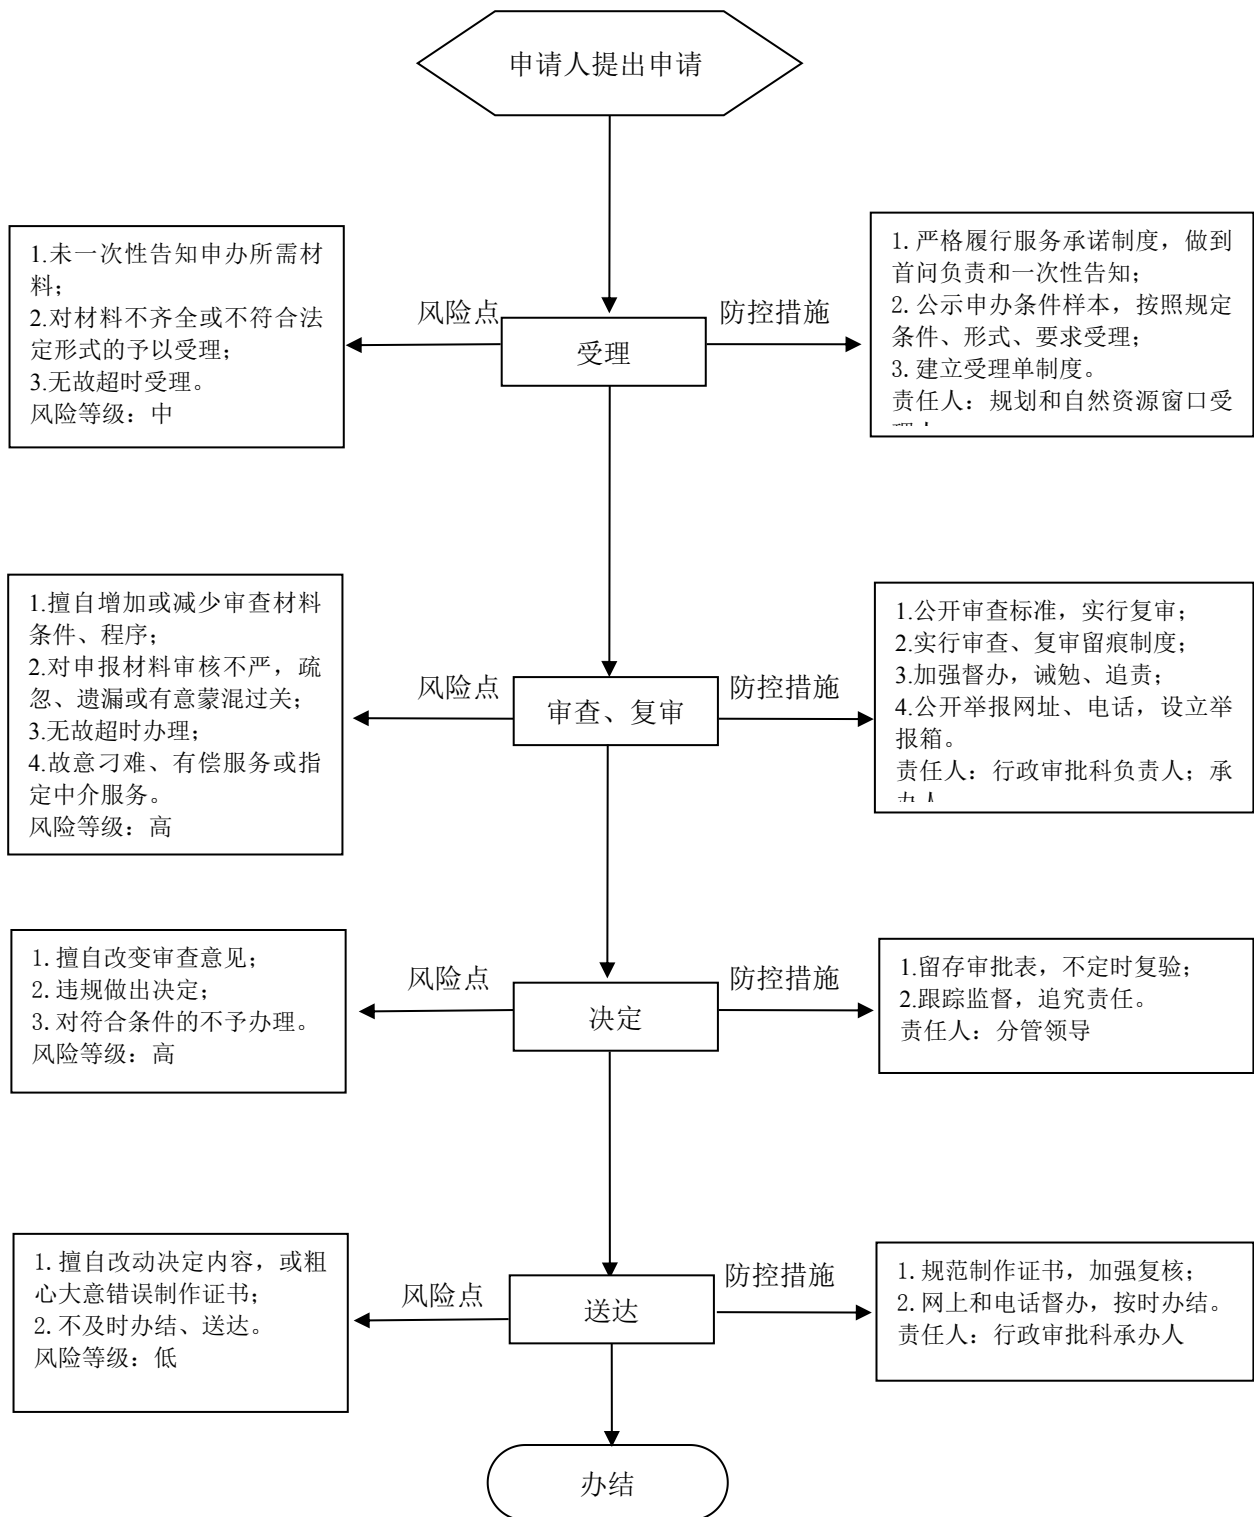 申请人提出申请
1.未一次性告知申办所需材
料；
2.对材料不齐全或不符合法
定形式的予以受理；
3.无故超时受理。
风险等级：中
风险点
受理
防控措施
1.严格履行服务承诺制度，做到
首问负责和一次性告知；
2.公示申办条件样本，按照规定
条件、形式、要求受理；
3.建立受理单制度。
责任人：规划和自然资源窗口受
1.擅自增加或减少审查材料
条件、程序；
2.对申报材料审核不严，疏
忽、遗漏或有意蒙混过关；
3.无故超时办理；
4.故意刁难、有偿服务或指
定中介服务。
风险等级：高
风险点
审查、复审
防控措施
1.公开审查标准，实行复审；
2.实行审查、复审留痕制度；
3.加强督办，诫勉、追责；
4.公开举报网址、电话，设立举
报箱。
责任人：行政审批科负责人；承
1.擅自改变审查意见；
2.违规做出决定；
3.对符合条件的不予办理。
风险等级：高
风险点
决定
防控措施
1.留存审批表，不定时复验；
2.跟踪监督，追究责任。
责任人：分管领导
1.擅自改动决定内容，或粗
心大意错误制作证书；
2.不及时办结、送达。
风险等级：低
风险点
送达
防控措施
1.规范制作证书，加强复核；
2.网上和电话督办，按时办结。
责任人：行政审批科承办人
办结